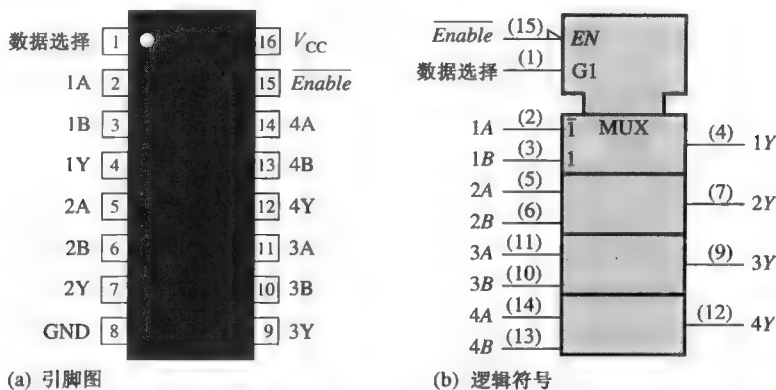 数据选择 1 16 VCC
1A 2 15 Enable
1B 3 14 4A
1Y 4 13 4B
2A 5 12 4Y
2B 6 11 3A
2Y 7 10 3B
GND 8 9 3Y
(a) 引脚图
Enable (15) EN
数据选择 (1) G1
MUX
1A (2) 1̅ (4) 1Y
1B (3) 1
2A (5) (7) 2Y
2B (6)
3A (11) (9) 3Y
3B (10)
4A (14) (12) 4Y
4B (13)
(b) 逻辑符号